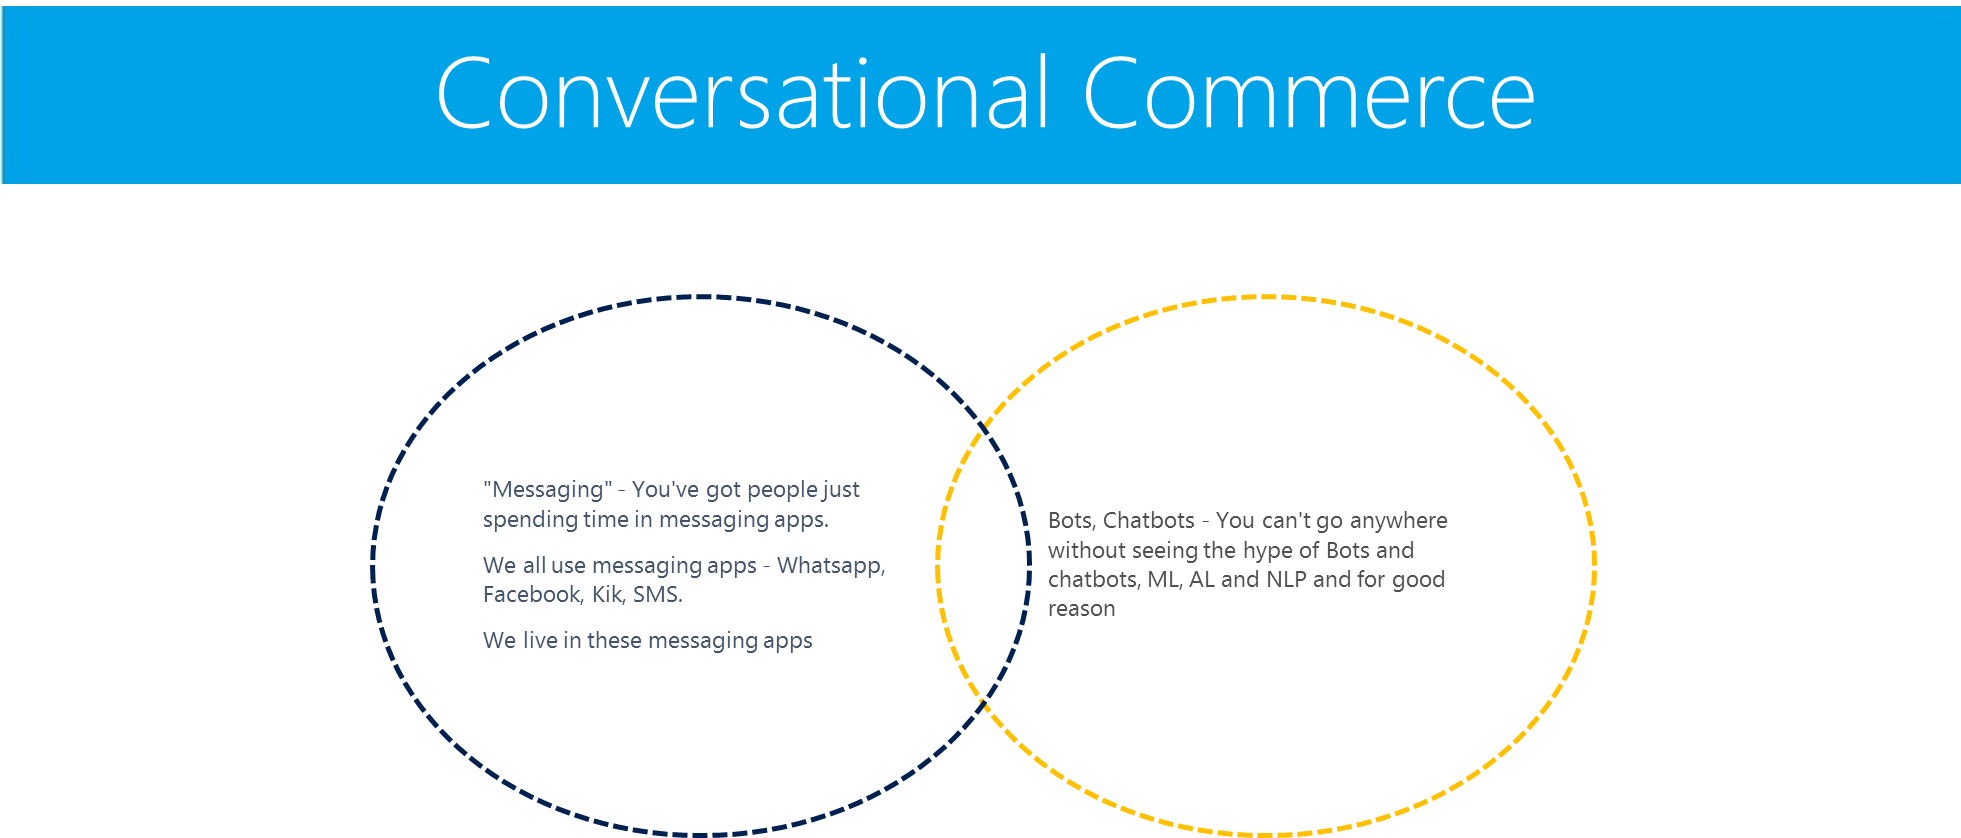 Conversational Commerce
"Messaging" - You've got people just
spending time in messaging apps.
We all use messaging apps - Whatsapp,
Facebook, Kik, SMS.
We live in these messaging apps
Bots, Chatbots - You can't go anywhere
without seeing the hype of Bots and
chatbots, ML, AL and NLP and for good
reason